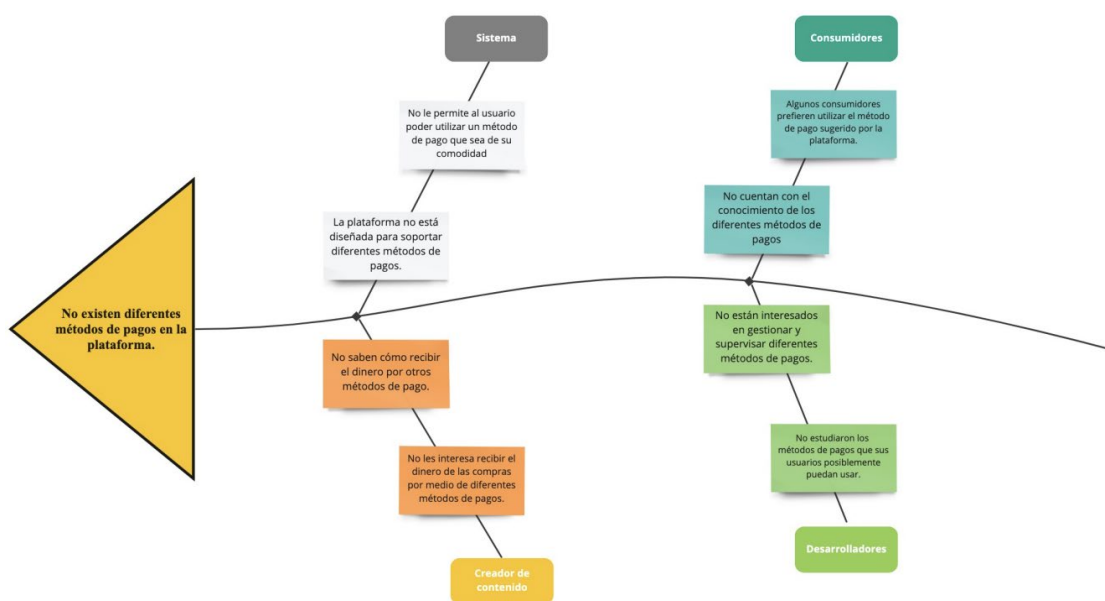 Sistema
Consumidores
No le permite al usuario
poder utilizar un método
de pago que sea de su
comodidad
Algunos consumidores
prefieren utilizar el método
de pago sugerido por la
plataforma.
La plataforma no está
diseñada para soportar
diferentes métodos de
pagos.
No cuentan con el
conocimiento de los
diferentes métodos de
pagos
No existen diferentes
métodos de pagos en la
plataforma.
No saben cómo recibir
el dinero por otros
métodos de pago.
No están interesados
en gestionar y
supervisar diferentes
métodos de pagos.
No les interesa recibir el
dinero de las compras
por medio de diferentes
métodos de pagos.
No estudiaron los
métodos de pagos que sus
usuarios posiblemente
puedan usar.
Creador de
contenido
Desarrolladores